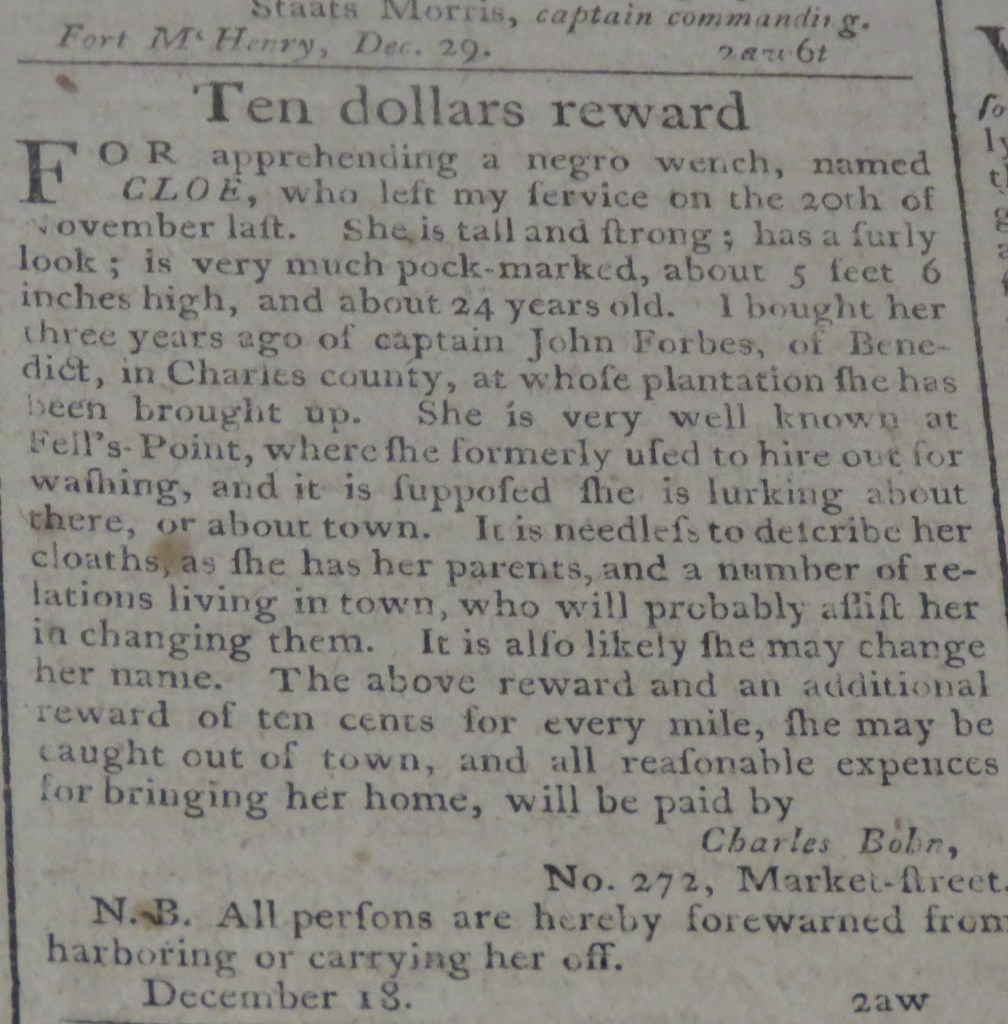 Staats Morris, captain commanding.
Fort Mc Henry, Dec. 29. 2aw6t
Ten dollars reward
FOR apprehending a negro wench, named
CLOE, who left my ſervice on the 20th of
November laſt. She is tall and ſtrong; has a ſurly
look; is very much pock-marked, about 5 feet 6
inches high, and about 24 years old. I bought her
three years ago of captain John Forbes, of Bene-
dict, in Charles county, at whoſe plantation ſhe has
been brought up. She is very well known at
Fell's-Point, where ſhe formerly uſed to hire out for
waſhing, and it is ſuppoſed ſhe is lurking about
there, or about town. It is needleſs to deſcribe her
cloaths, as ſhe has her parents, and a number of re-
lations living in town, who will probably aſſiſt her
in changing them. It is alſo likely ſhe may change
her name. The above reward and an additional
reward of ten cents for every mile, ſhe may be
caught out of town, and all reaſonable expences
for bringing her home, will be paid by
Charles Bohn,
No. 272, Market-ſtreet.
N. B. All perſons are hereby forewarned from
harboring or carrying her off.
December 18. 2aw